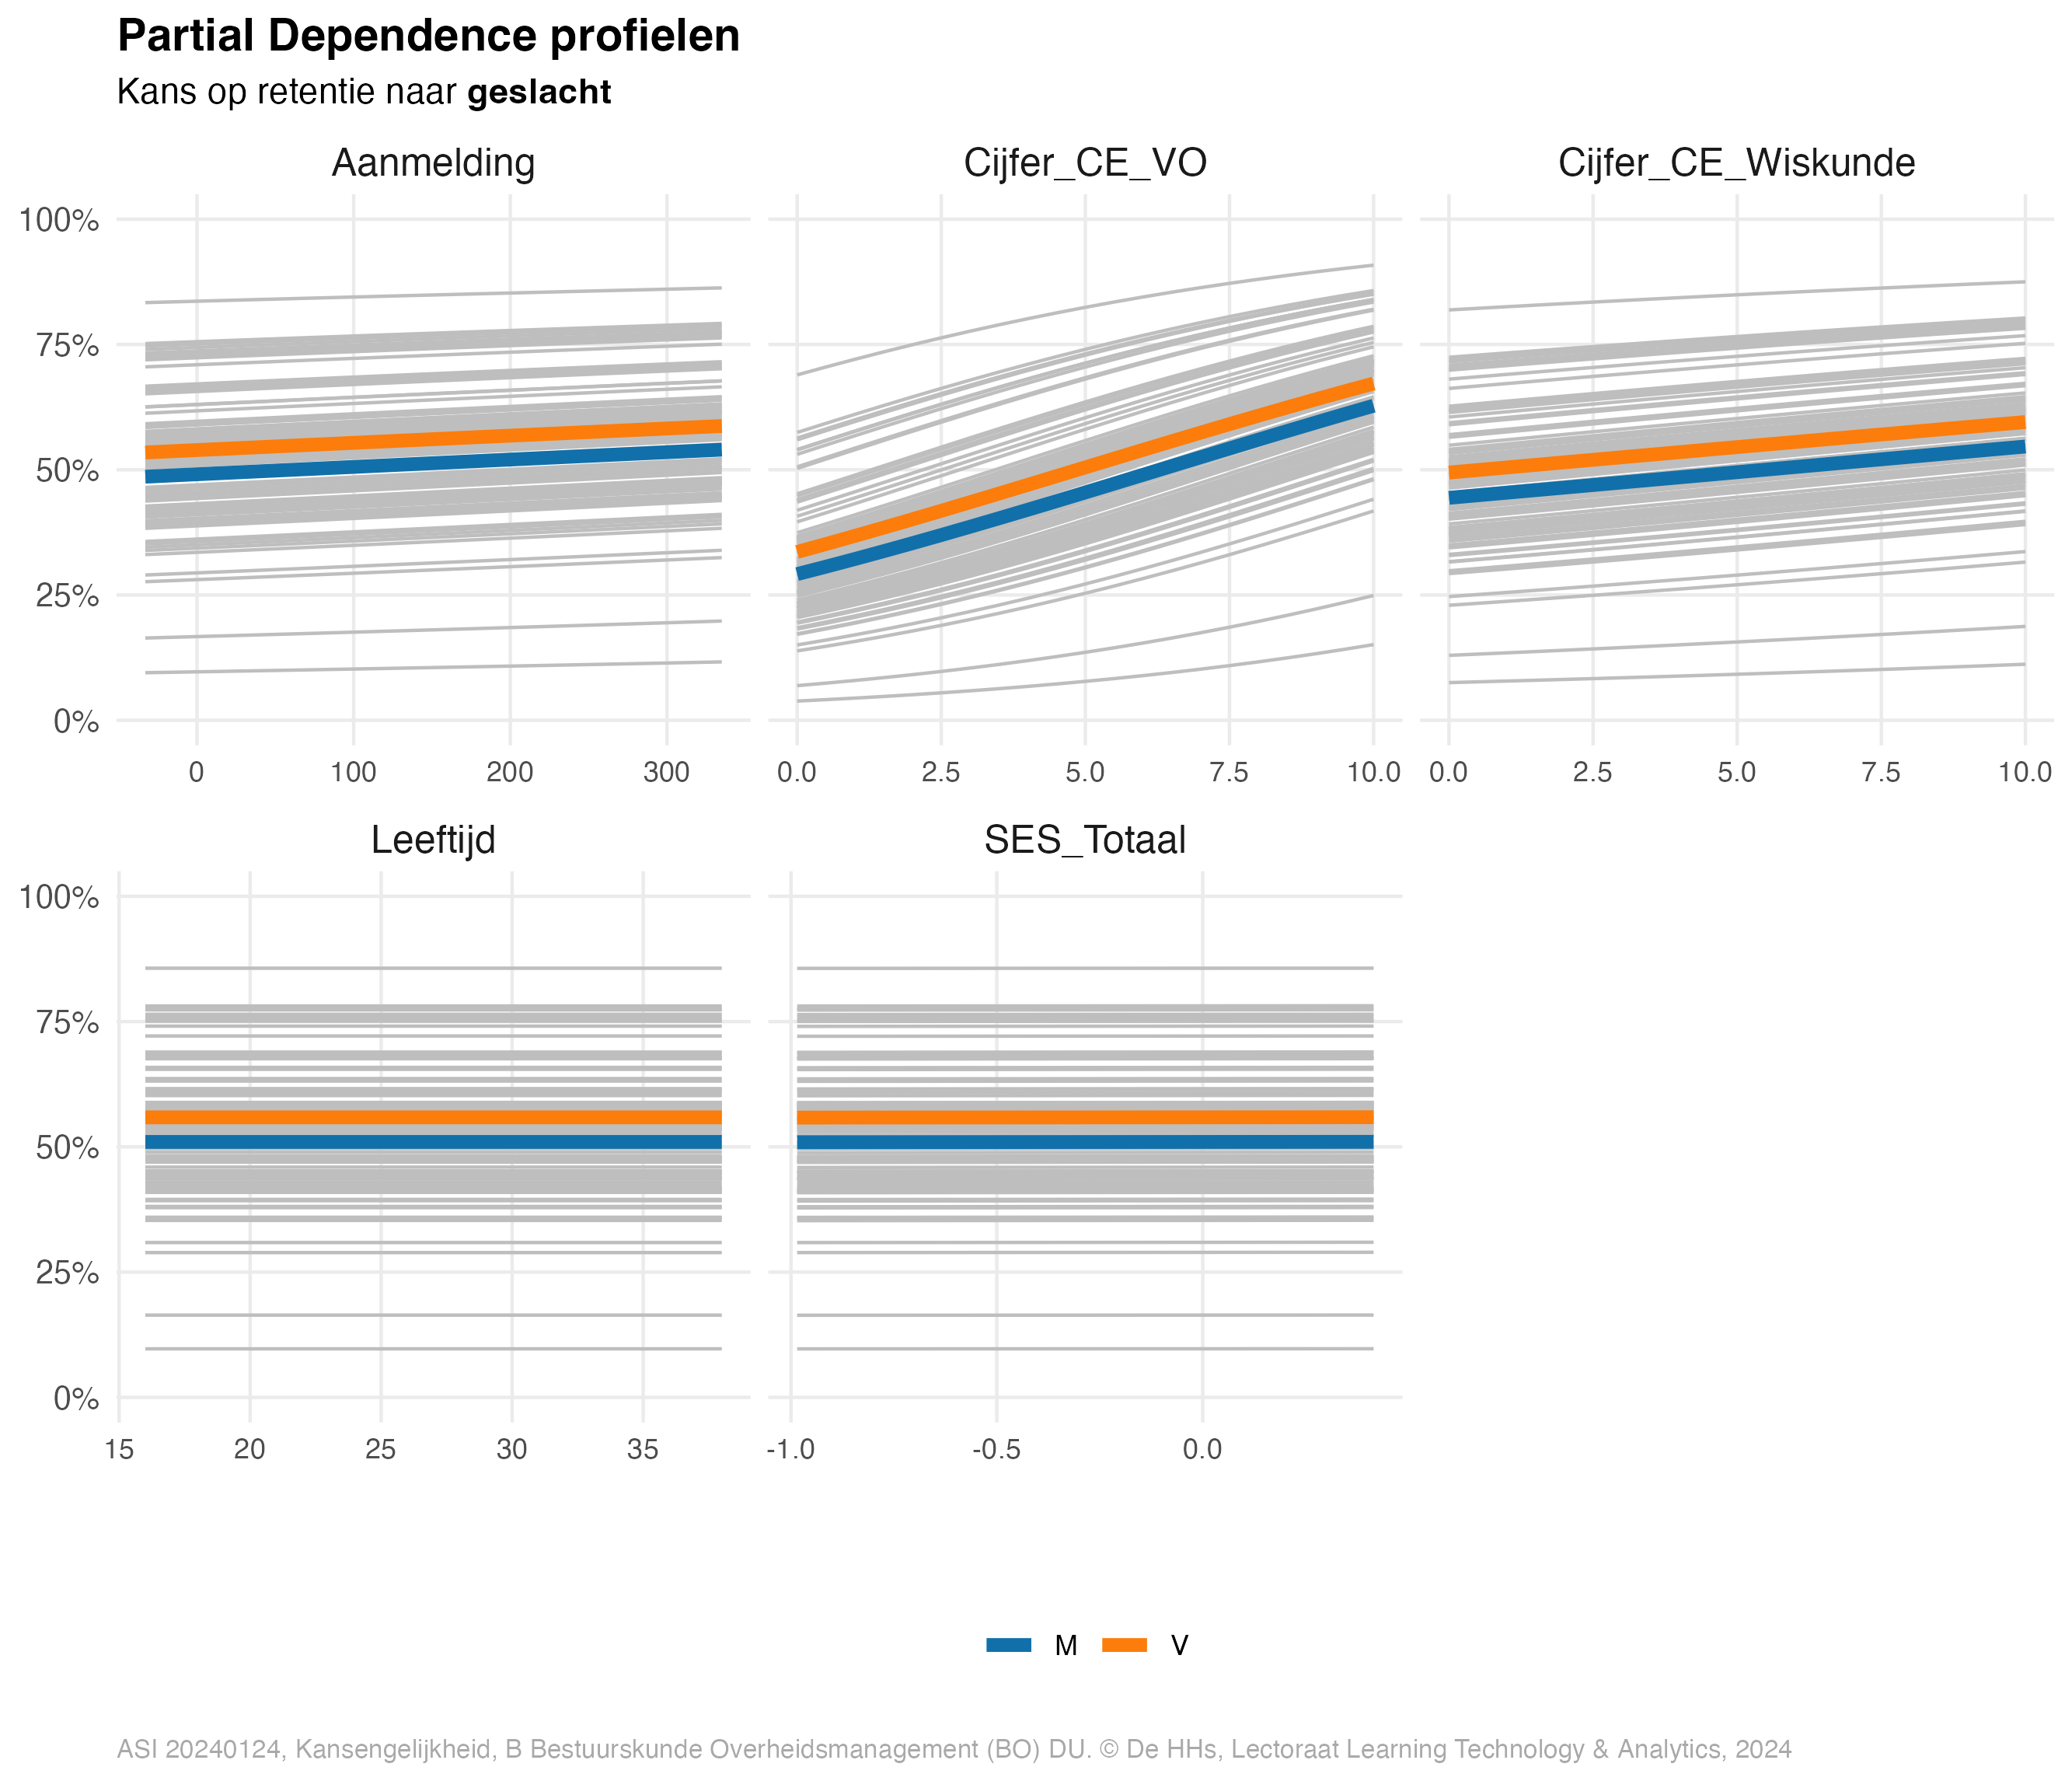 Partial Dependence profielen
Kans op retentie naar geslacht
Aanmelding
Cijfer_CE_VO
Cijfer_CE_Wiskunde
100%
75%
50%
25%
0%
0 100 200 300
0.0 2.5 5.0 7.5 10.0
0.0 2.5 5.0 7.5 10.0
Leeftijd
SES_Totaal
100%
75%
50%
25%
0%
15 20 25 30 35
-1.0 -0.5 0.0
M V
ASI 20240124, Kansengelijkheid, B Bestuurskunde Overheidsmanagement (BO) DU. © De HHs, Lectoraat Learning Technology & Analytics, 2024